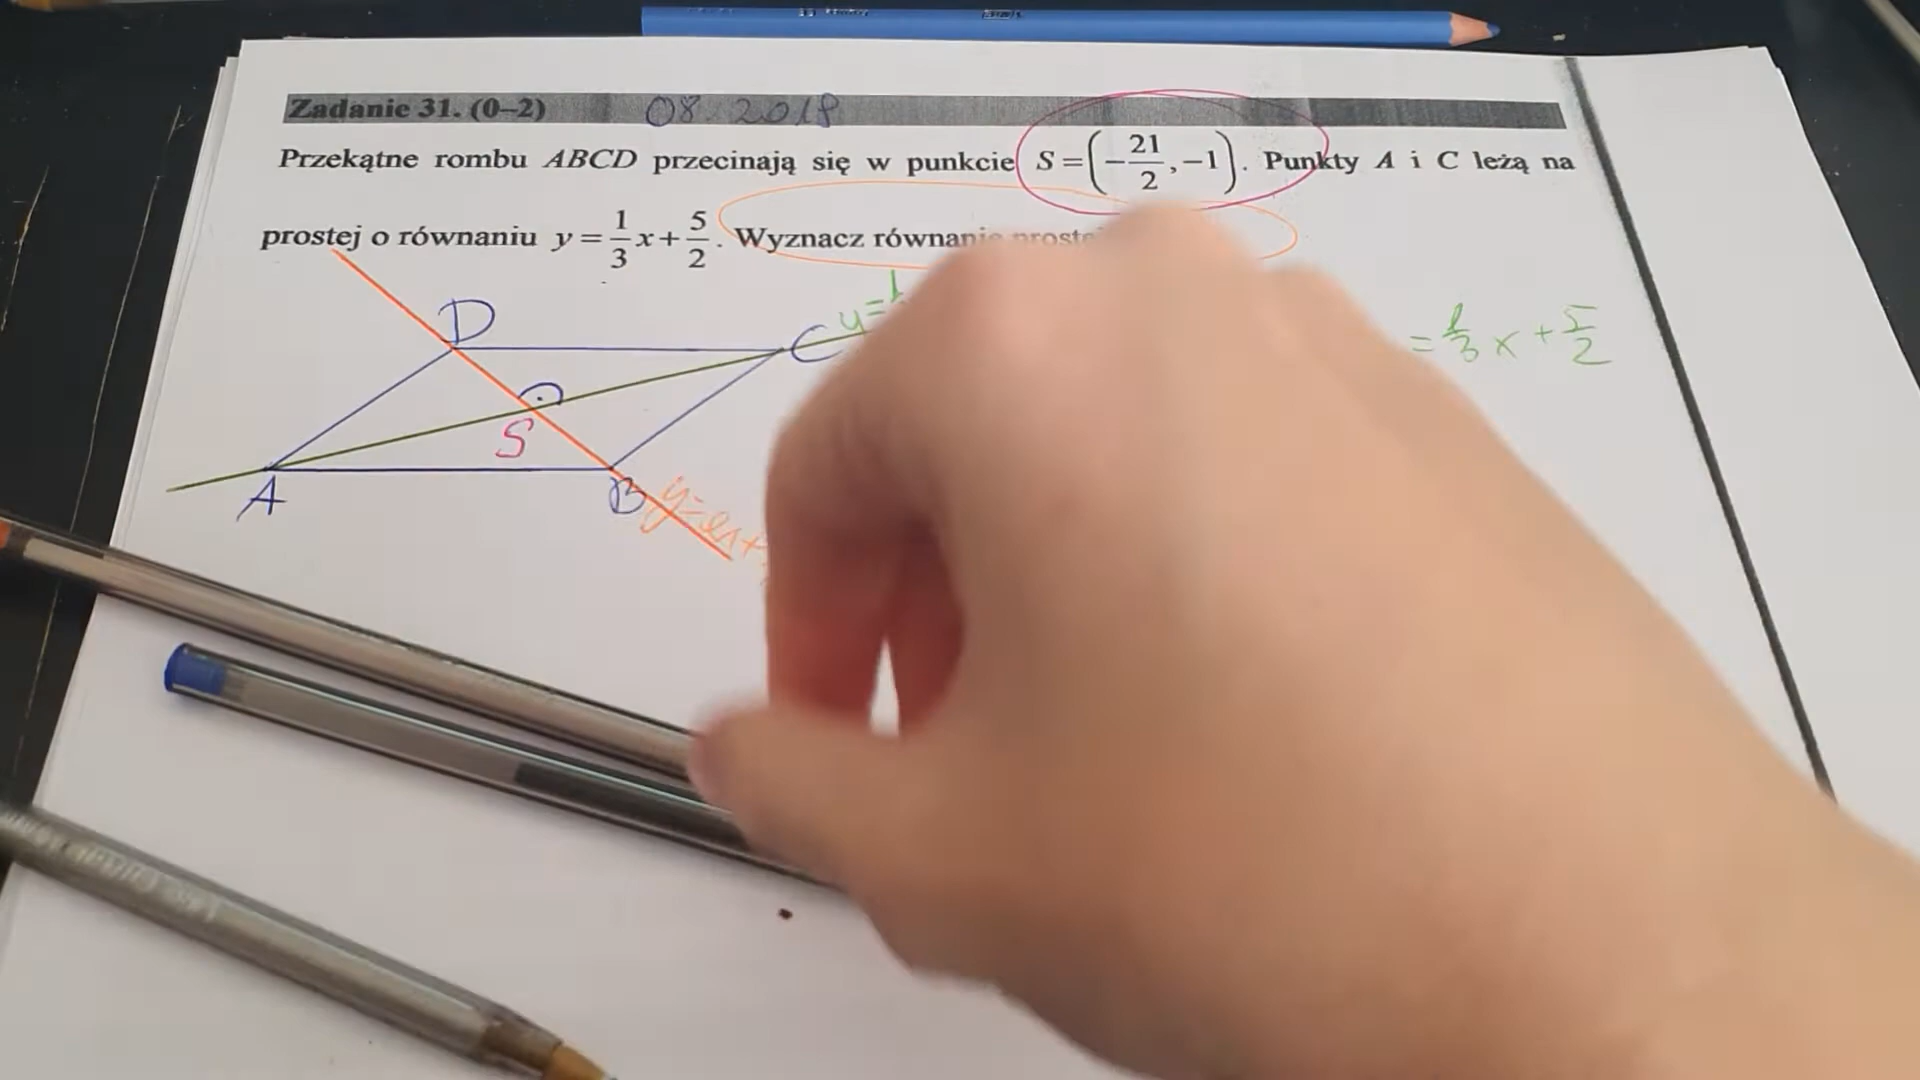 Zadanie 31. (0–2) 08.2018
Przekątne rombu ABCD przecinają się w punkcie S = (−21/2, −1). Punkty A i C leżą na
prostej o równaniu y = 1/3 x + 5/2. Wyznacz równanie
D
C
y =
= 1/3 x + 5/2
S
A
B